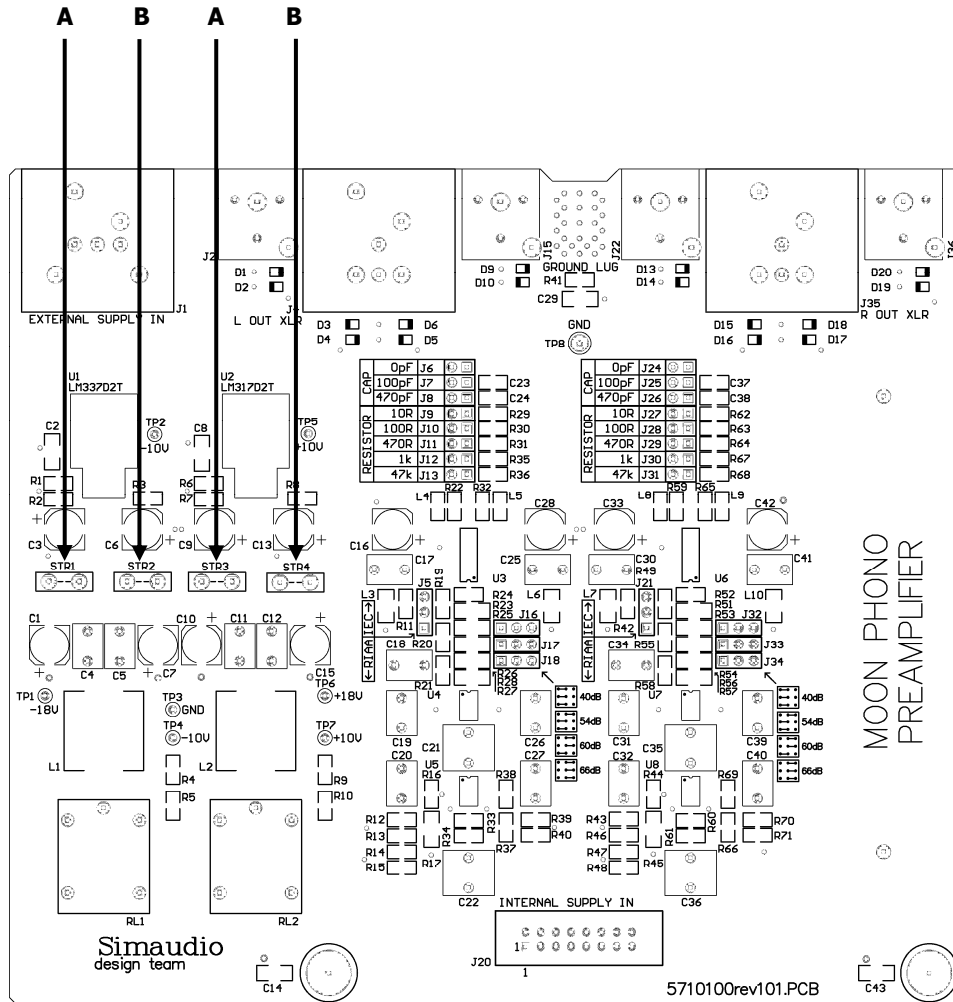 A B A B
J2 J15 J22 J36
D1 D9 GROUND LUG D13 D20
D2 D10 R41 D14 D19
J1 J4 C29 J35
EXTERNAL SUPPLY IN L OUT XLR R OUT XLR
D3 D6 GND D15 D18
D4 D5 TP8 D16 D17
CAP 0pF J6 CAP 0pF J24
U1 U2 100pF J7 C23 100pF J25 C37
LM337D2T LM317D2T 470pF J8 C24 470pF J26 C38
RESISTOR 10R J9 R29 RESISTOR 10R J27 R62
C2 TP2 C8 TP5 100R J10 R30 100R J28 R63
-10V +10V 470R J11 R31 470R J29 R64
1k J12 R35 1k J30 R67
R1 R3 R6 R8 47k J13 R36 47k J31 R68
R2 R7 L4 R22 R32 L5 L8 R59 R65 L9
+ C3 C6 + + C9 C13 + + C16 C28 + + C33 C42 +
STR1 STR2 STR3 STR4 C17 C25 C30 C41
L3 J5 R19 U3 L6 L7 R49 J21 U6 L10
R24 R52
R23 R51
R25 J16 R53 J32
←RIAA IEC→ R11 R20 J17 ←RIAA IEC→ R42 R55 J33
C1 C4 C5 C7 C10 C11 C12 C15 C18 J18 C34 J34
R21 R26 R58 R54
R28 R56
R27 R57
TP1 -18V TP3 GND TP6 +18V U4 40dB U7 40dB
TP4 -10V TP7 +10V C19 C21 C26 54dB C31 C35 C39 54dB
L1 L2 C20 U5 C27 60dB C32 U8 C40 60dB
R4 R9 R16 R38 66dB R44 R69 66dB
R5 R10
R12 R34 R33 R39 R43 R61 R60 R70
R13 R40 R46 R71
R14 R17 R37 R47 R45 R66
R15 R48
C22 C36
RL1 RL2 INTERNAL SUPPLY IN
Simaudio
design team
J20 1
1
C14 5710100rev101.PCB C43
MOON PHONO
PREAMPLIFIER